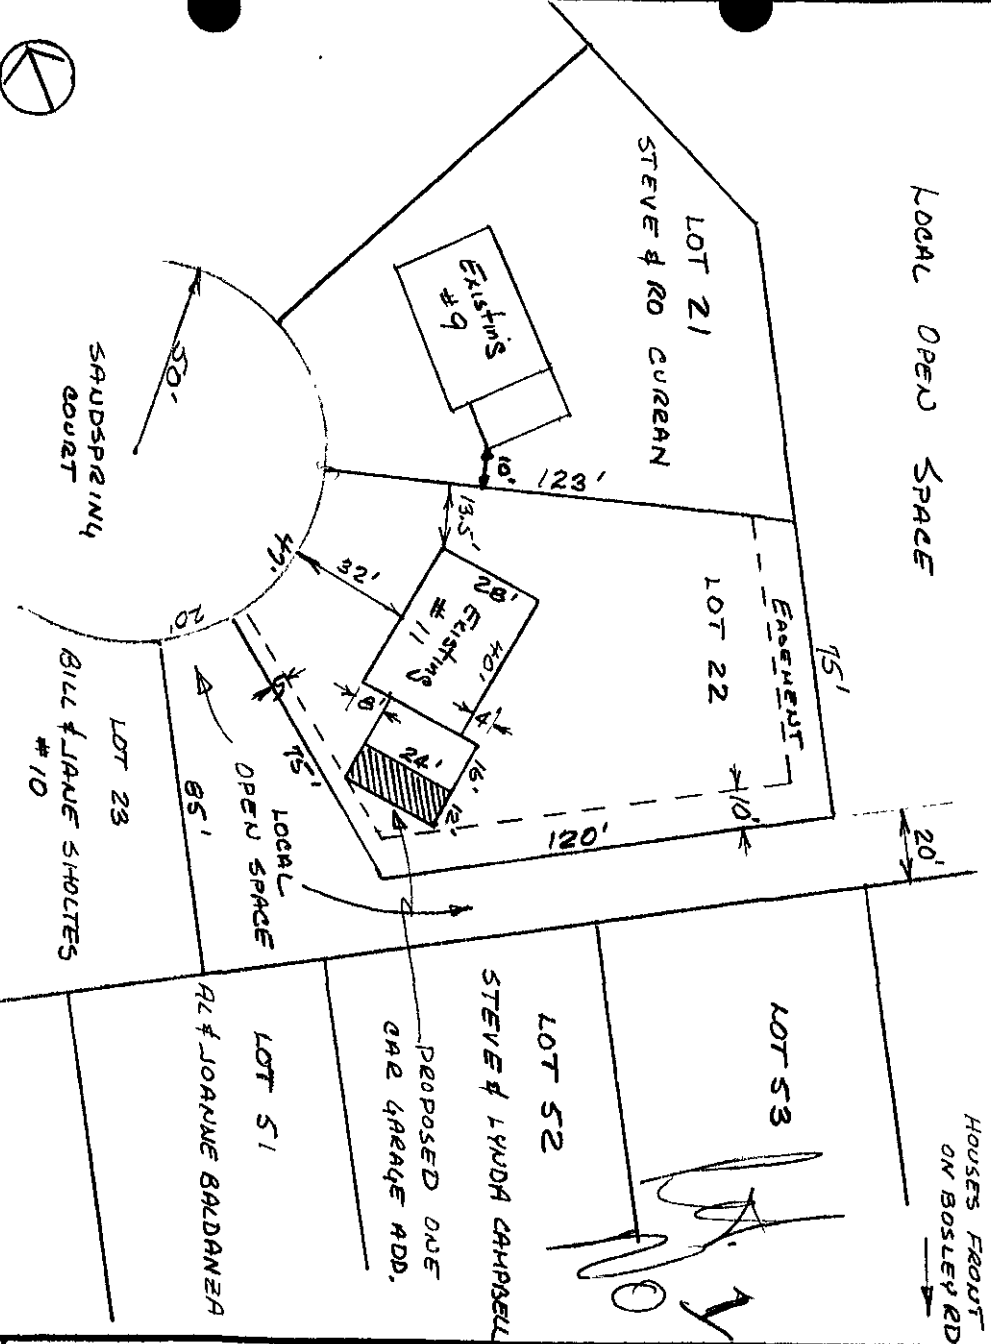 LOCAL OPEN SPACE
LOT 21
STEVE & RO CURRAN
EXISTING
#9
10'
123'
50'
SANDSPRING
COURT
13.5'
32'
28'
40'
EXISTING
#11
LOT 22
EASEMENT
75'
20'
5'
8'
4'
24'
16'
12'
75'
10'
120'
20'
BILL & JANE SHOLTES
#10
LOT 23
85'
LOCAL
OPEN SPACE
PROPOSED ONE
CAR GARAGE ADD.
AL & JOANNE BALDANZA
LOT 51
STEVE & LYNDA CAMPBELL
LOT 52
LOT 53
HOUSES FRONT
ON BOSLEY RD